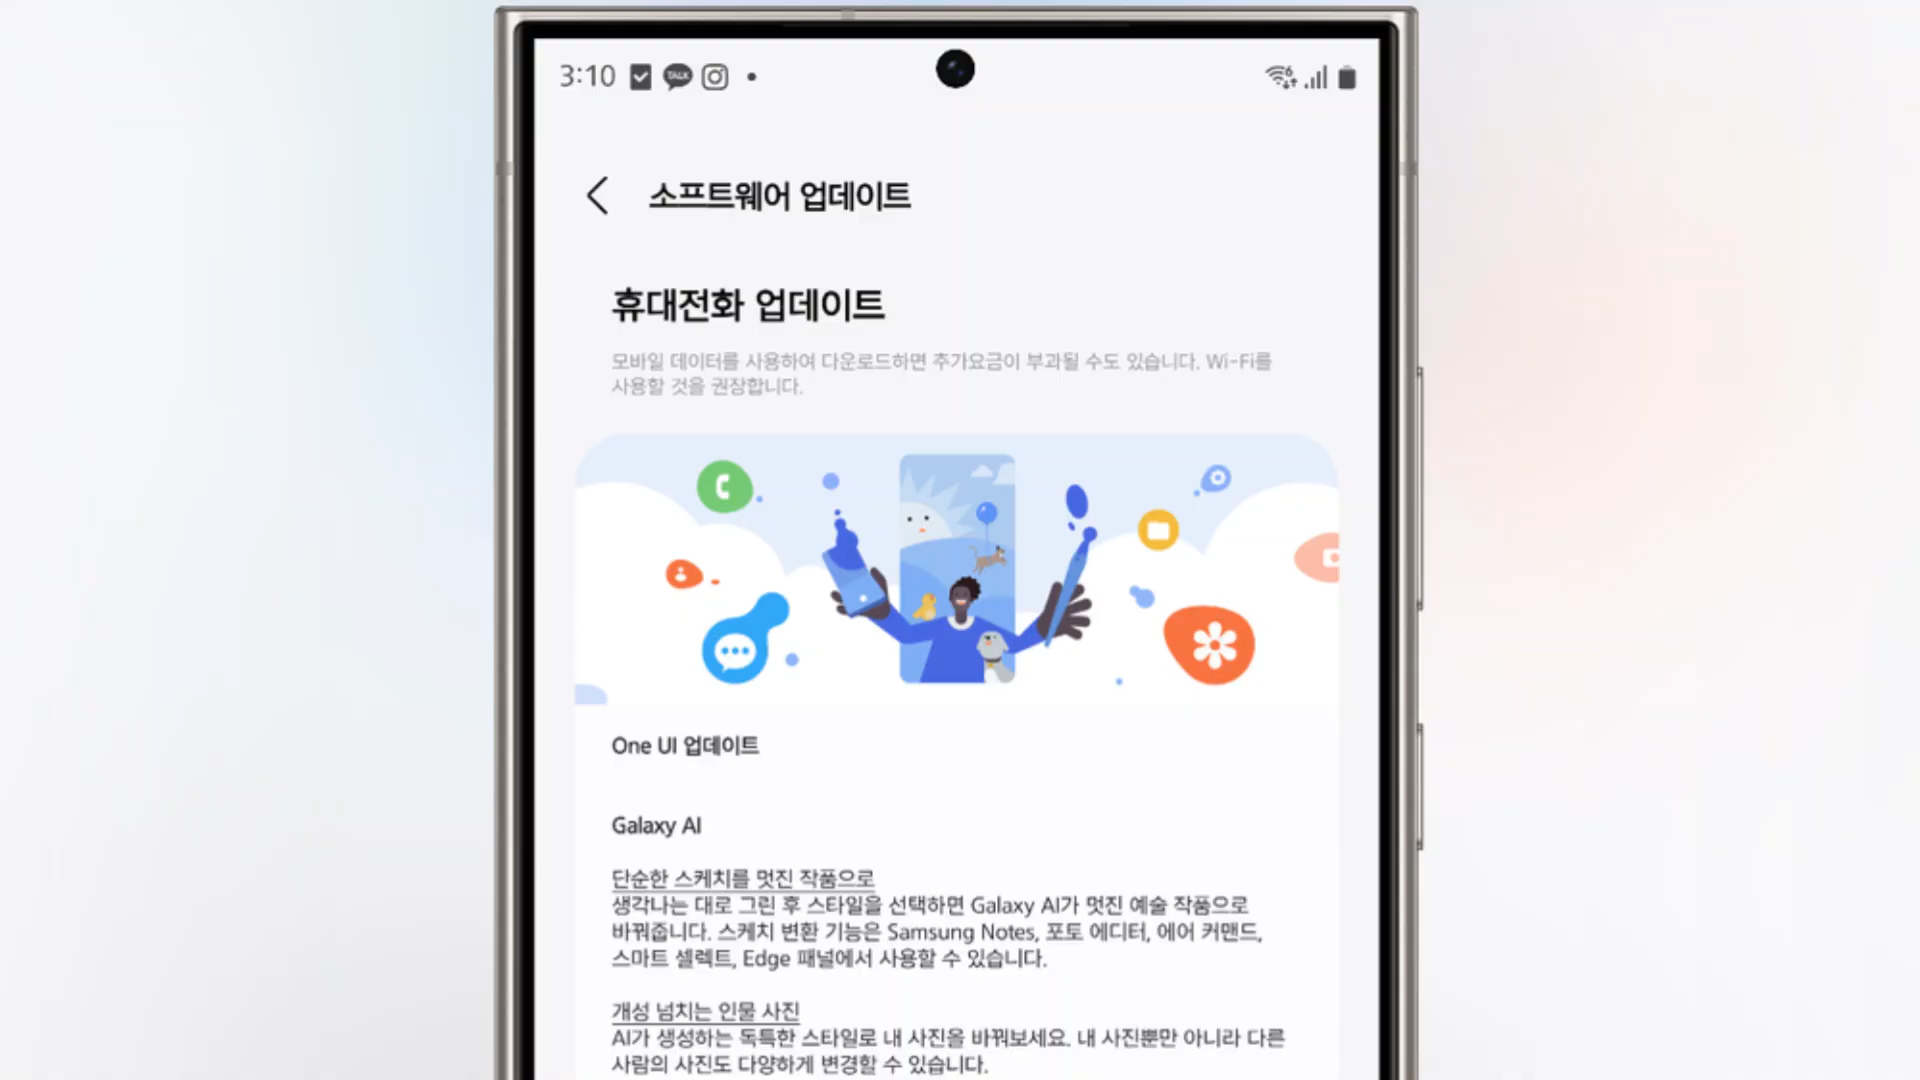 3:10 TALK 6
소프트웨어 업데이트
휴대전화 업데이트
모바일 데이터를 사용하여 다운로드하면 추가요금이 부과될 수도 있습니다. Wi-Fi를
사용할 것을 권장합니다.
One UI 업데이트
Galaxy AI
단순한 스케치를 멋진 작품으로
생각나는 대로 그린 후 스타일을 선택하면 Galaxy AI가 멋진 예술 작품으로
바꿔줍니다. 스케치 변환 기능은 Samsung Notes, 포토 에디터, 에어 커맨드,
스마트 셀렉트, Edge 패널에서 사용할 수 있습니다.
개성 넘치는 인물 사진
AI가 생성하는 독특한 스타일로 내 사진을 바꿔보세요. 내 사진뿐만 아니라 다른
사람의 사진도 다양하게 변경할 수 있습니다.